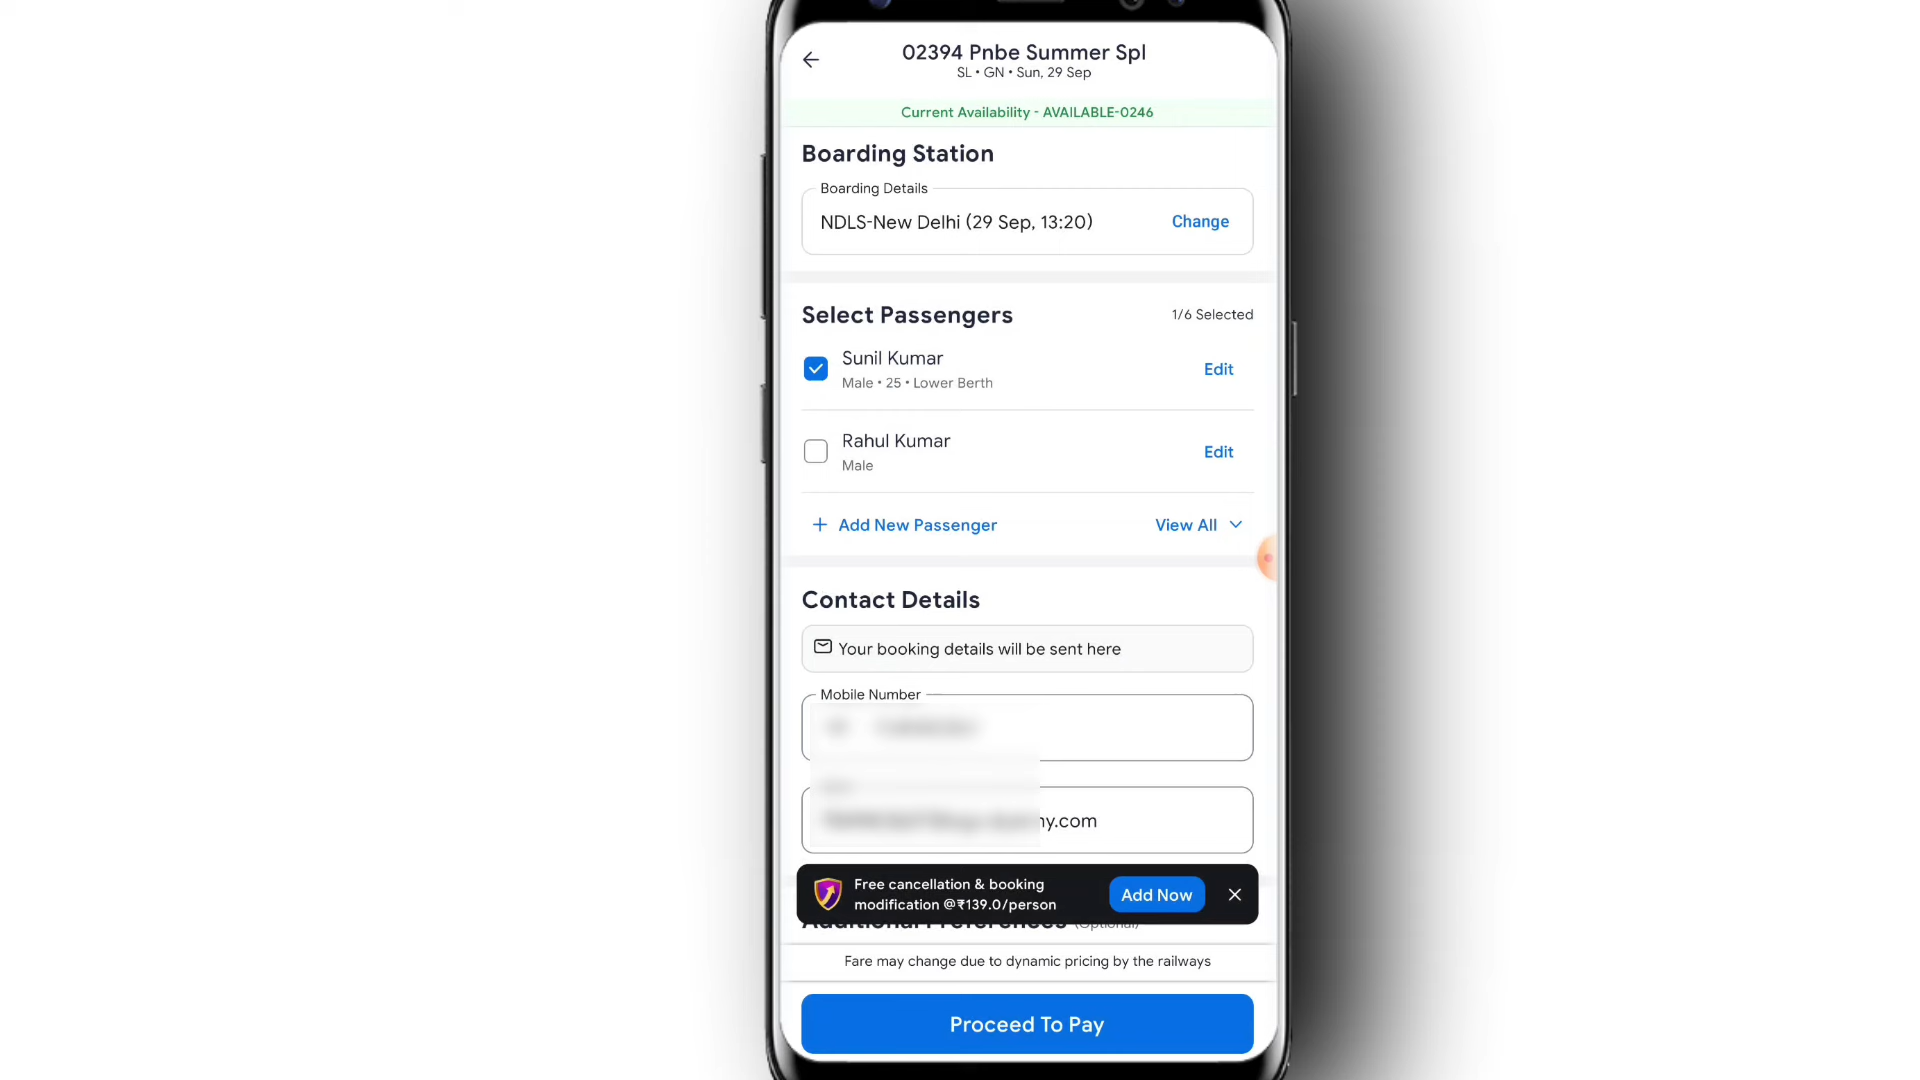 02394 Pnbe Summer Spl
SL • GN • Sun, 29 Sep
Current Availability - AVAILABLE-0246
Boarding Station
Boarding Details
NDLS-New Delhi (29 Sep, 13:20)
Change
Select Passengers
1/6 Selected
Sunil Kumar
Male • 25 • Lower Berth
Edit
Rahul Kumar
Male
Edit
+ Add New Passenger
View All
Contact Details
Your booking details will be sent here
Mobile Number
ny.com
Free cancellation & booking
modification @₹139.0/person
Add Now
Additional Preferences (Optional)
Fare may change due to dynamic pricing by the railways
Proceed To Pay